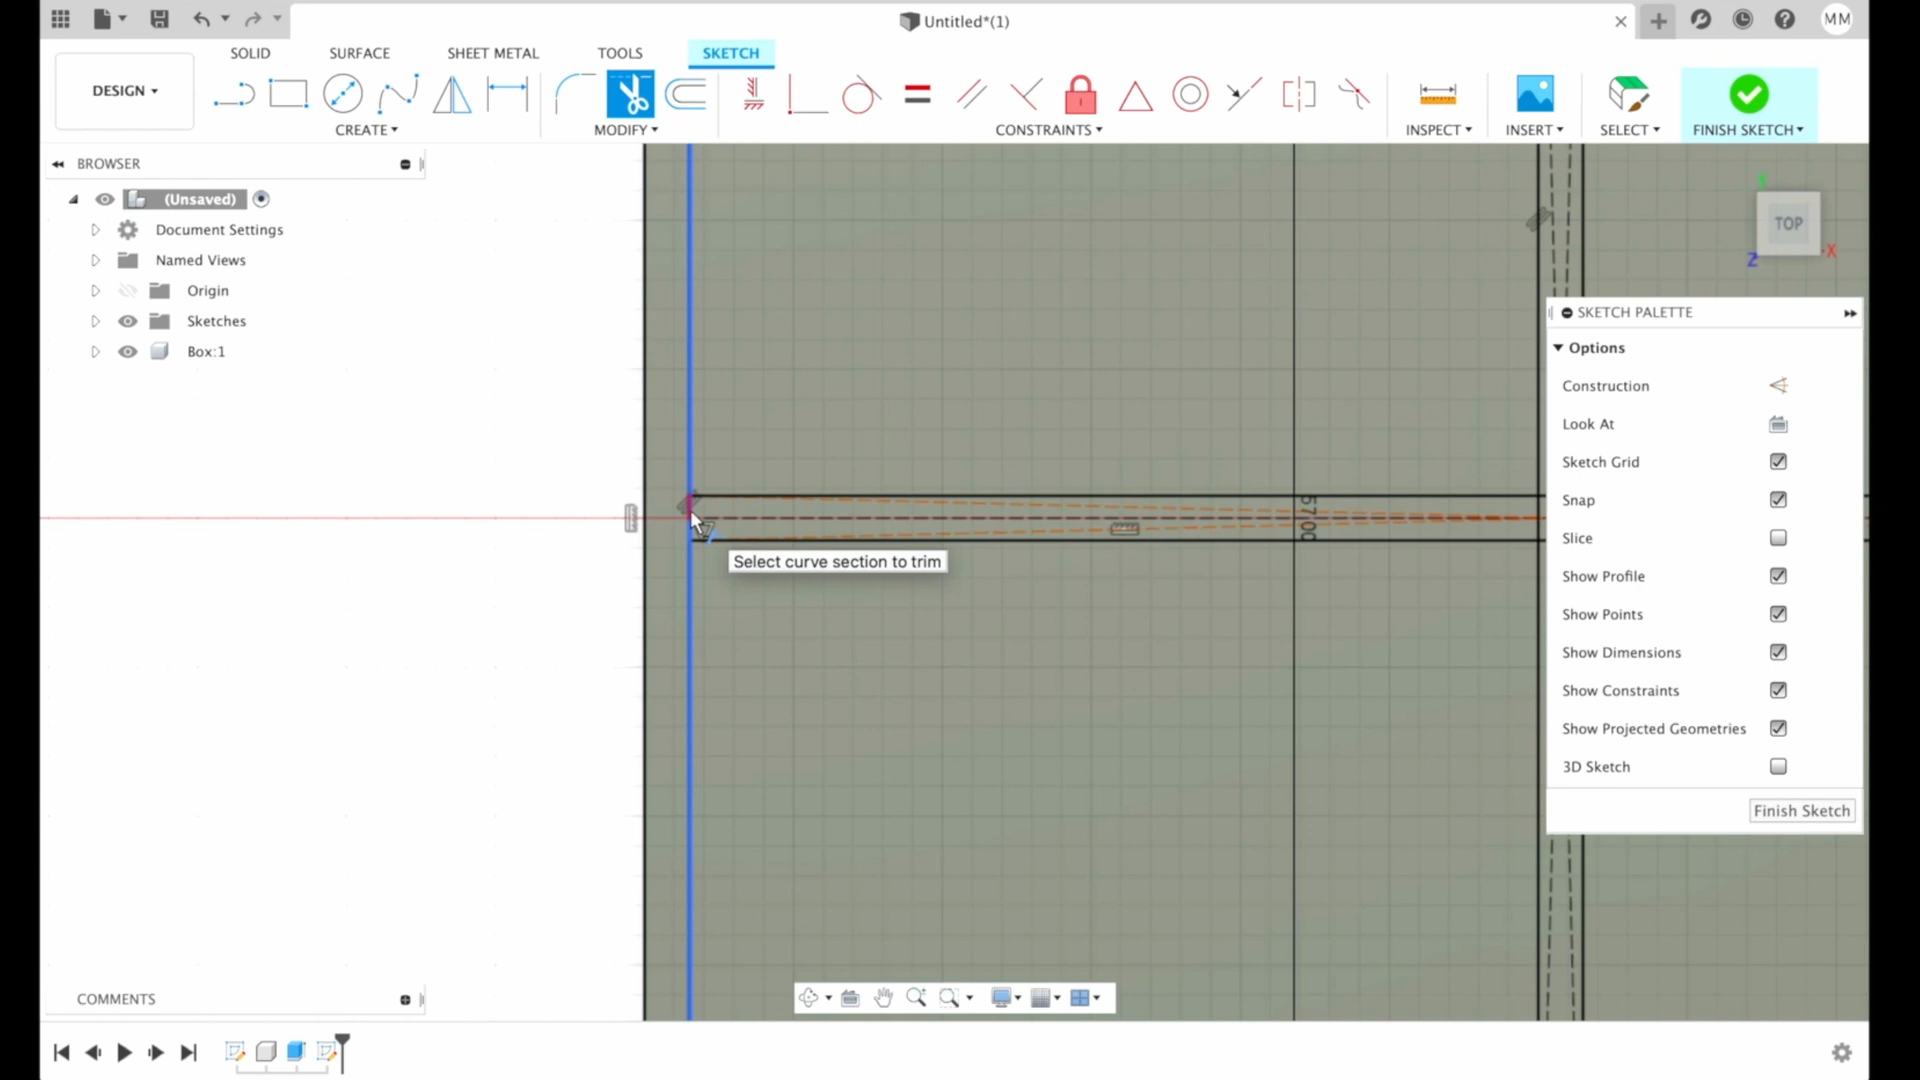 Untitled*(1)
MM
SOLID
SURFACE
SHEET METAL
TOOLS
SKETCH
DESIGN
CREATE
MODIFY
CONSTRAINTS
INSPECT
INSERT
SELECT
FINISH SKETCH
BROWSER
(Unsaved)
Document Settings
Named Views
Origin
Sketches
Box:1
TOP
X
Z
57.00
Select curve section to trim
SKETCH PALETTE
Options
Construction
Look At
Sketch Grid
Snap
Slice
Show Profile
Show Points
Show Dimensions
Show Constraints
Show Projected Geometries
3D Sketch
Finish Sketch
COMMENTS